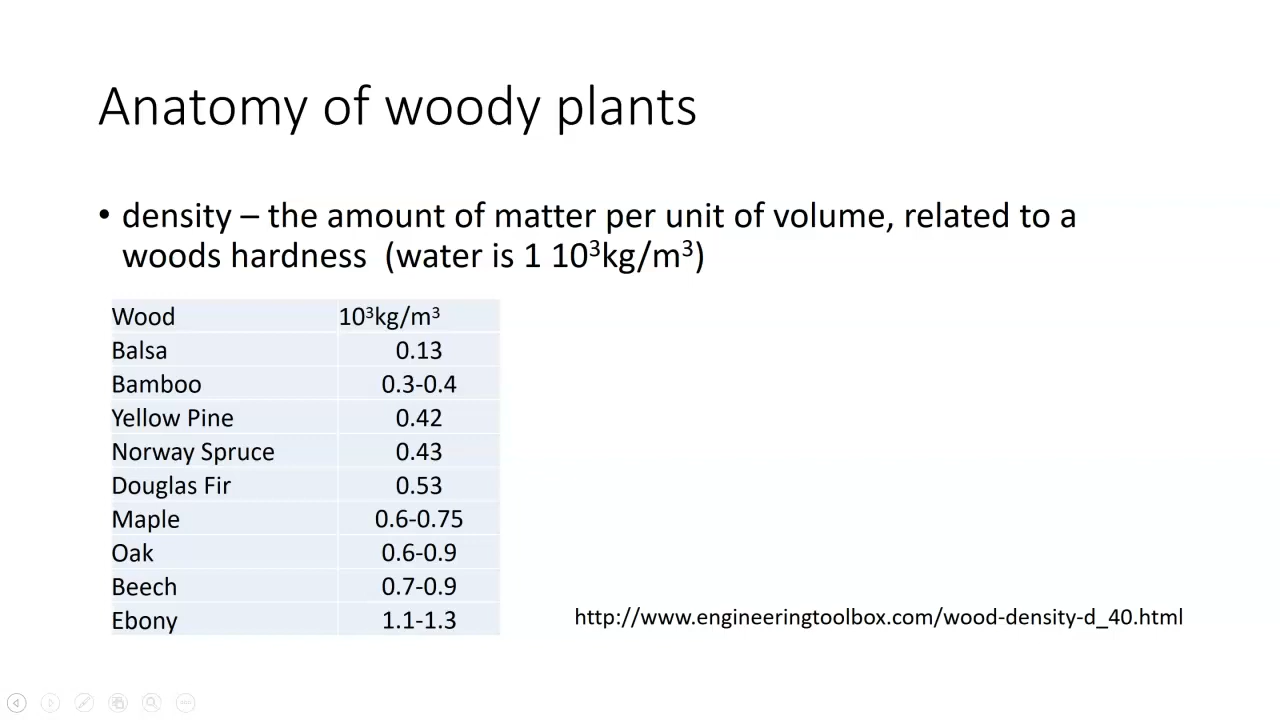 Anatomy of woody plants
• density – the amount of matter per unit of volume, related to a
woods hardness  (water is 1 10³kg/m³)
Wood 10³kg/m³
Balsa 0.13
Bamboo 0.3-0.4
Yellow Pine 0.42
Norway Spruce 0.43
Douglas Fir 0.53
Maple 0.6-0.75
Oak 0.6-0.9
Beech 0.7-0.9
Ebony 1.1-1.3
http://www.engineeringtoolbox.com/wood-density-d_40.html